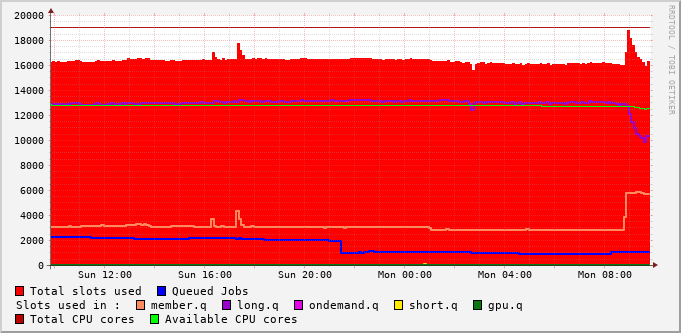 20000
18000
16000
14000
12000
10000
8000
6000
4000
2000
0
Sun 12:00 Sun 16:00 Sun 20:00 Mon 00:00 Mon 04:00 Mon 08:00
RRDTOOL / TOBI OETIKER
Total slots used Queued Jobs
Slots used in : member.q long.q ondemand.q short.q gpu.q
Total CPU cores Available CPU cores